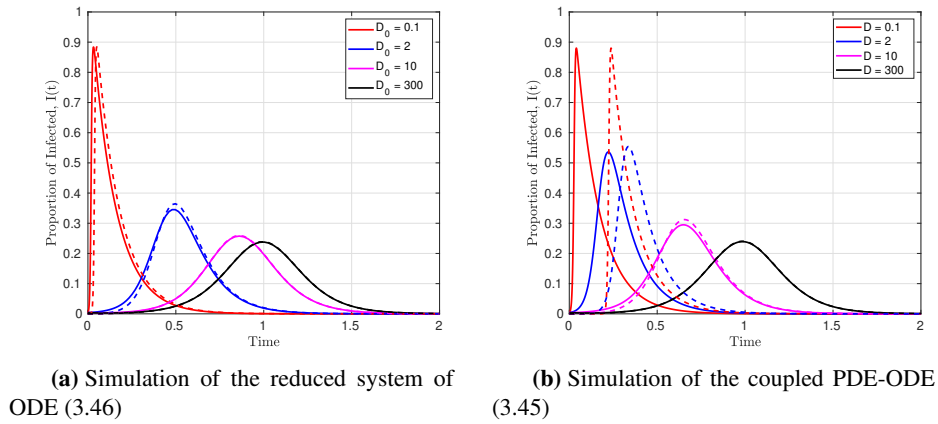 1
0.9
0.8
0.7
0.6
0.5
0.4
0.3
0.2
0.1
0
Proportion of Infected, I(t)
D₀ = 0.1
D₀ = 2
D₀ = 10
D₀ = 300
0 0.5 1 1.5 2
Time
(a) Simulation of the reduced system of
ODE (3.46)
1
0.9
0.8
0.7
0.6
0.5
0.4
0.3
0.2
0.1
0
Proportion of Infected, I(t)
D = 0.1
D = 2
D = 10
D = 300
0 0.5 1 1.5 2
Time
(b) Simulation of the coupled PDE-ODE
(3.45)